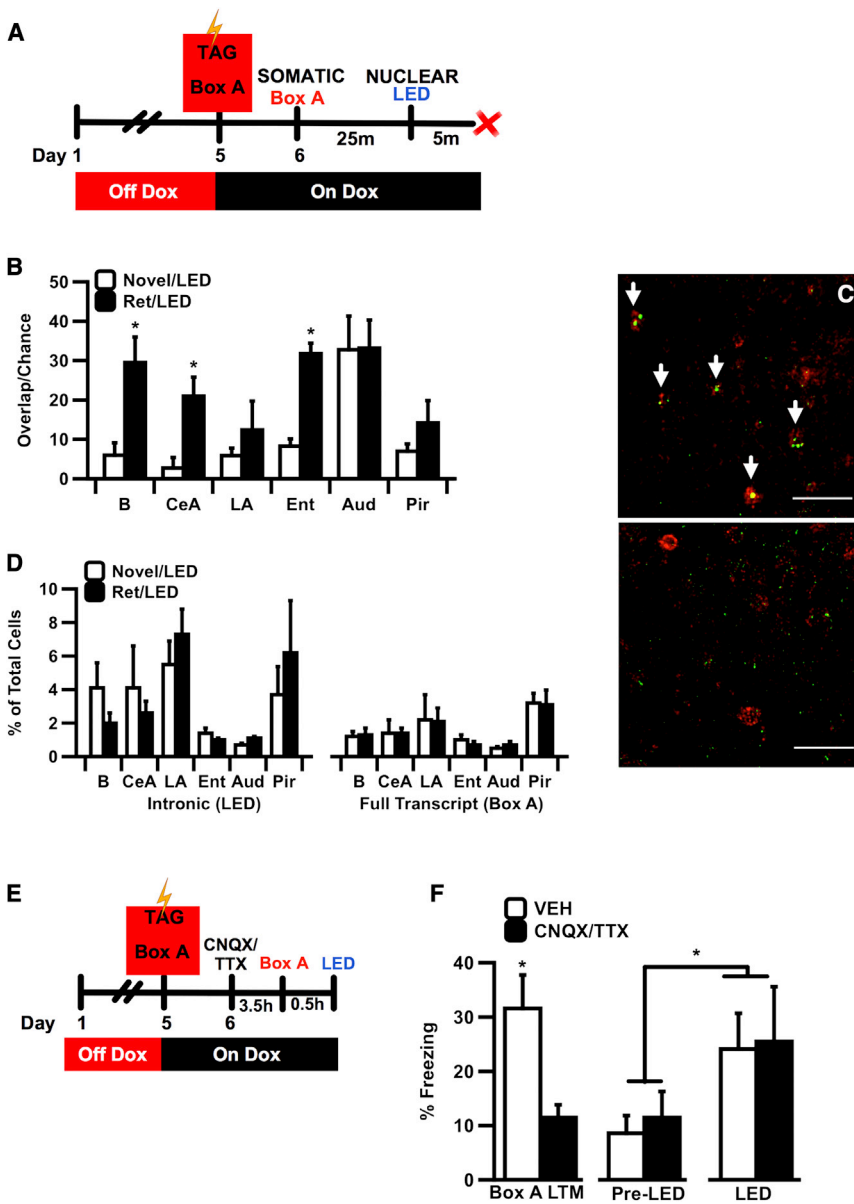 A
TAG
Box A
SOMATIC
Box A
NUCLEAR
LED
25m
5m
Day 1
5
6
Off Dox
On Dox
B
Novel/LED
Ret/LED
Overlap/Chance
50
40
30
20
10
0
*
*
*
B CeA LA Ent Aud Pir
C
D
Novel/LED
Ret/LED
% of Total Cells
10
8
6
4
2
0
B CeA LA Ent Aud Pir
Intronic (LED)
B CeA LA Ent Aud Pir
Full Transcript (Box A)
E
TAG
Box A
CNQX/
TTX
Box A
LED
3.5h
0.5h
Day
1
5
6
Off Dox
On Dox
F
VEH
CNQX/TTX
% Freezing
40
30
20
10
0
*
*
Box A LTM
Pre-LED
LED